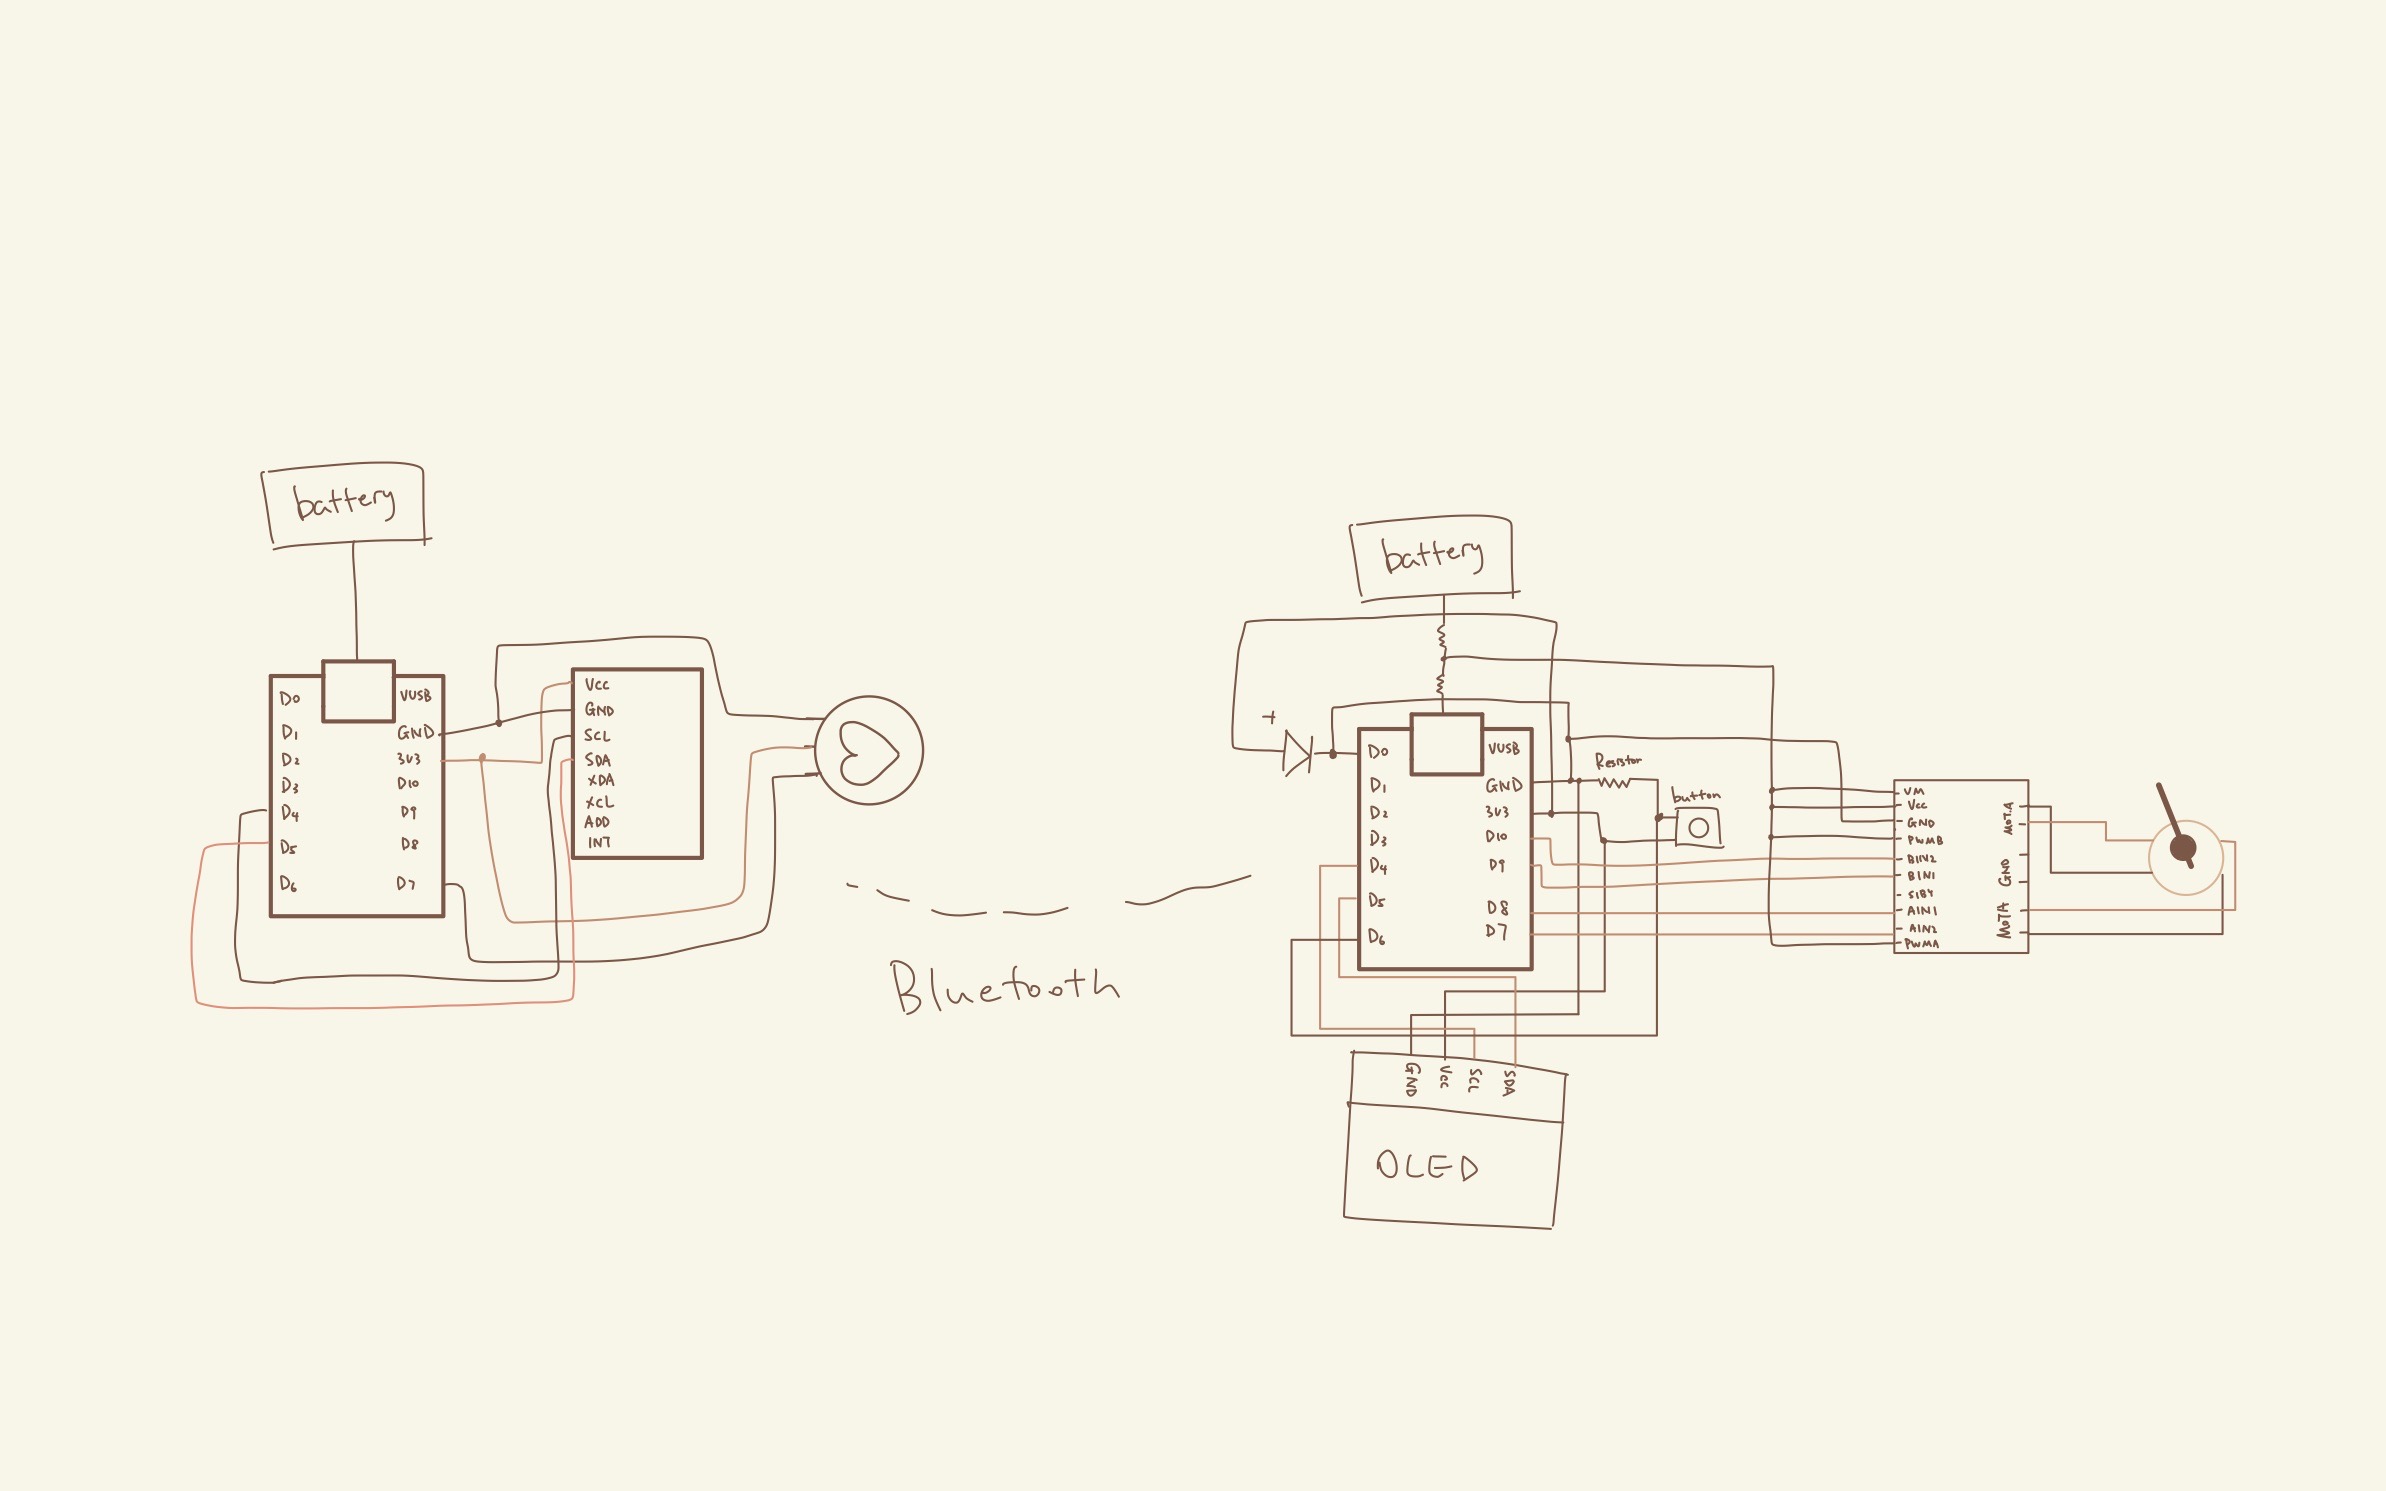 battery
D0
D1
D2
D3
D4
D5
D6
VUSB
GND
3V3
D10
D9
D8
D7
Vcc
GND
SCL
SDA
XDA
XCL
ADD
INT
Bluetooth
battery
+
D0
D1
D2
D3
D4
D5
D6
VUSB
GND
3V3
D10
D9
D8
D7
Resistor
button
GND
Vcc
SCL
SDA
OLED
VM
Vcc
GND
PWMB
BIN2
BIN1
STBY
AIN1
AIN2
PWMA
MOT.A
GND
MOTA